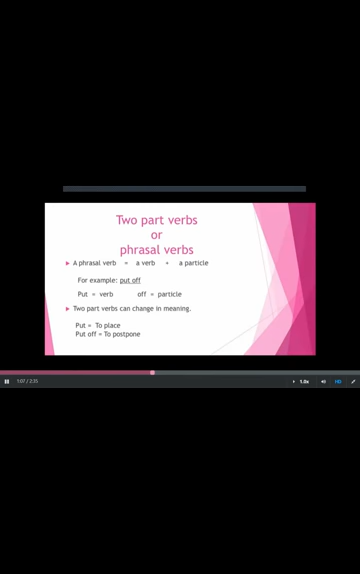 Two part verbs
or
phrasal verbs
A phrasal verb = a verb + a particle
For example: put off
Put = verb off = particle
Two part verbs can change in meaning.
Put = To place
Put off = To postpone
1:07 / 2:35
1.0x
HD